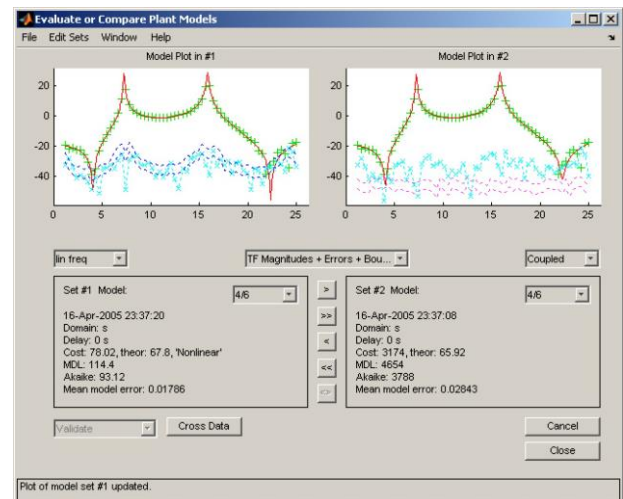 Evaluate or Compare Plant Models
File Edit Sets Window Help
Model Plot in #1
Model Plot in #2
20
0
-20
-40
0 5 10 15 20 25
20
0
-20
-40
0 5 10 15 20 25
lin freq
TF Magnitudes + Errors + Bou...
Coupled
Set #1 Model:
4/6
16-Apr-2005 23:37:20
Domain: s
Delay: 0 s
Cost: 78.02, theor: 67.8, 'Nonlinear'
MDL: 114.4
Akaike: 93.12
Mean model error: 0.01786
>
>>
<
<<
<>
Set #2 Model:
4/6
16-Apr-2005 23:37:08
Domain: s
Delay: 0 s
Cost: 3174, theor: 65.92
MDL: 4654
Akaike: 3788
Mean model error: 0.02843
Validate
Cross Data
Cancel
Close
Plot of model set #1 updated.